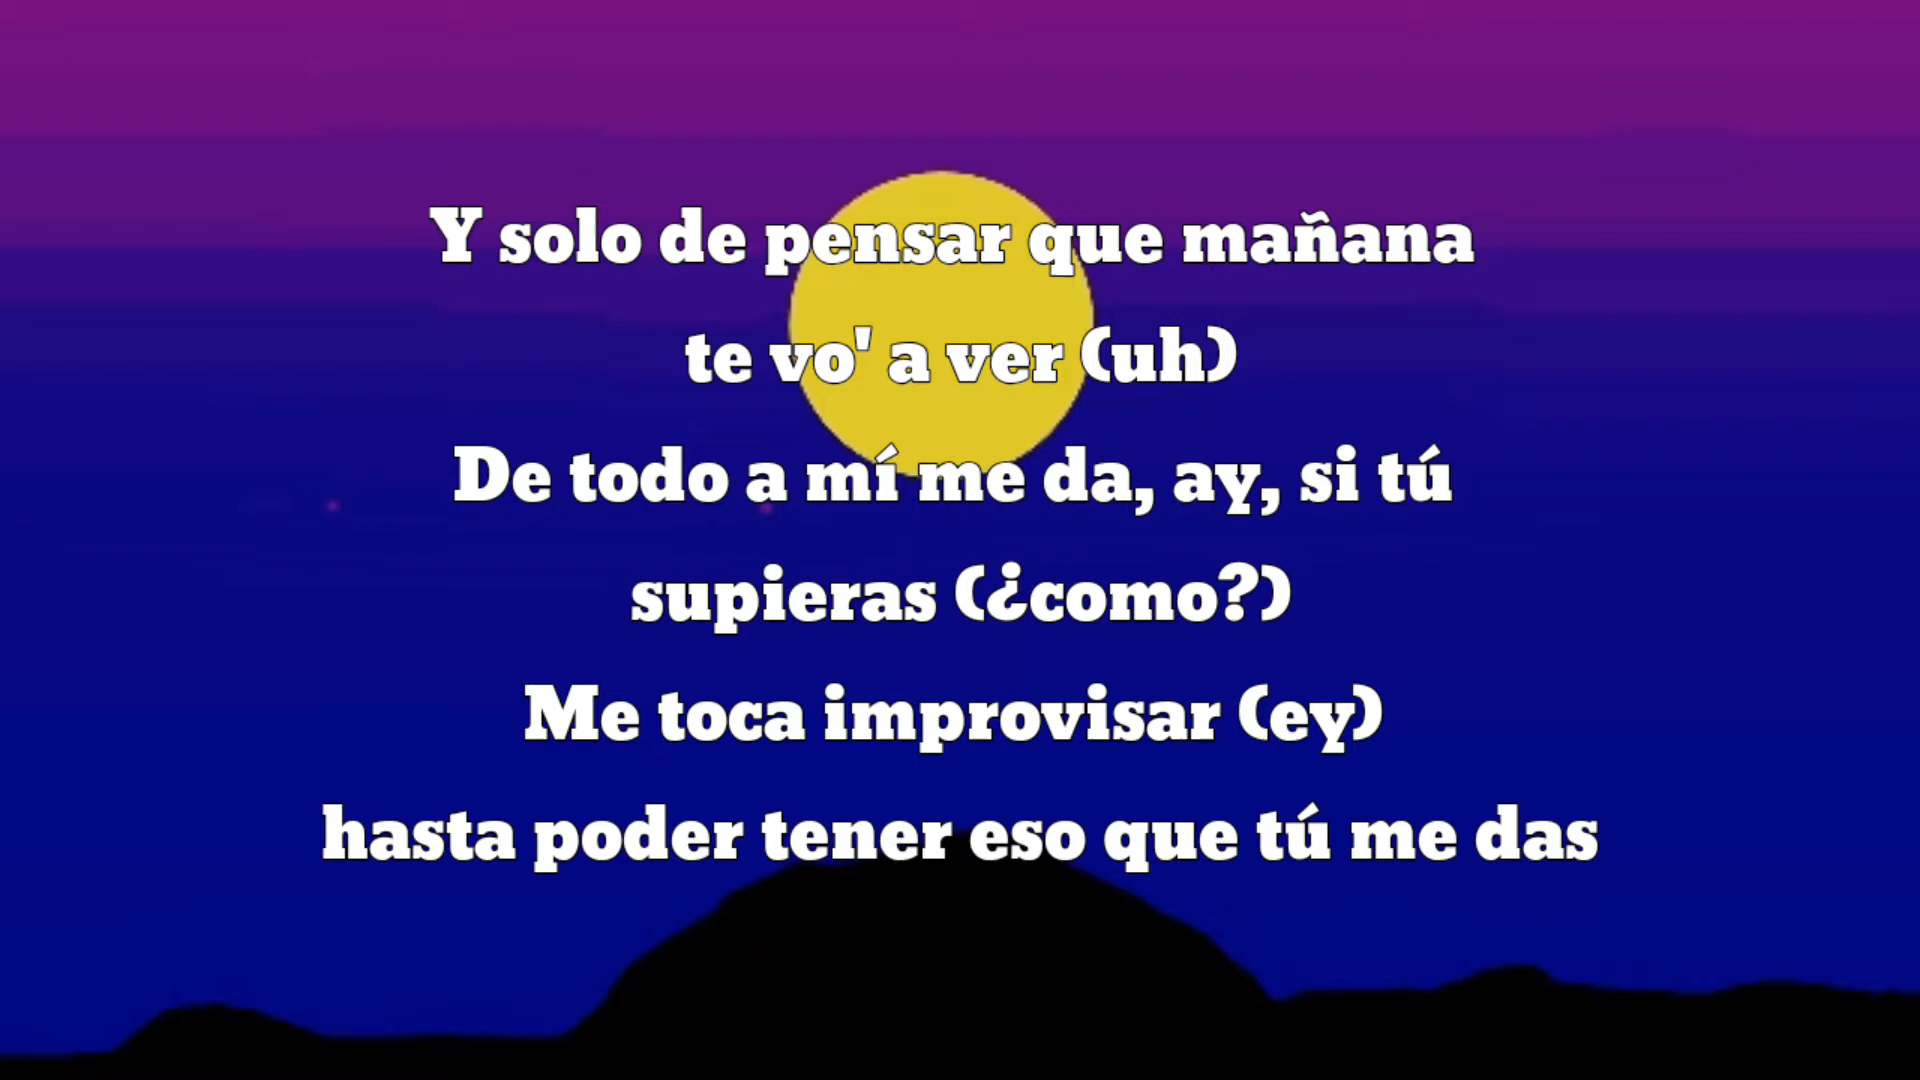 Y solo de pensar que mañana
te vo' a ver (uh)
De todo a mí me da, ay, si tú
supieras (¿como?)
Me toca improvisar (ey)
hasta poder tener eso que tú me das